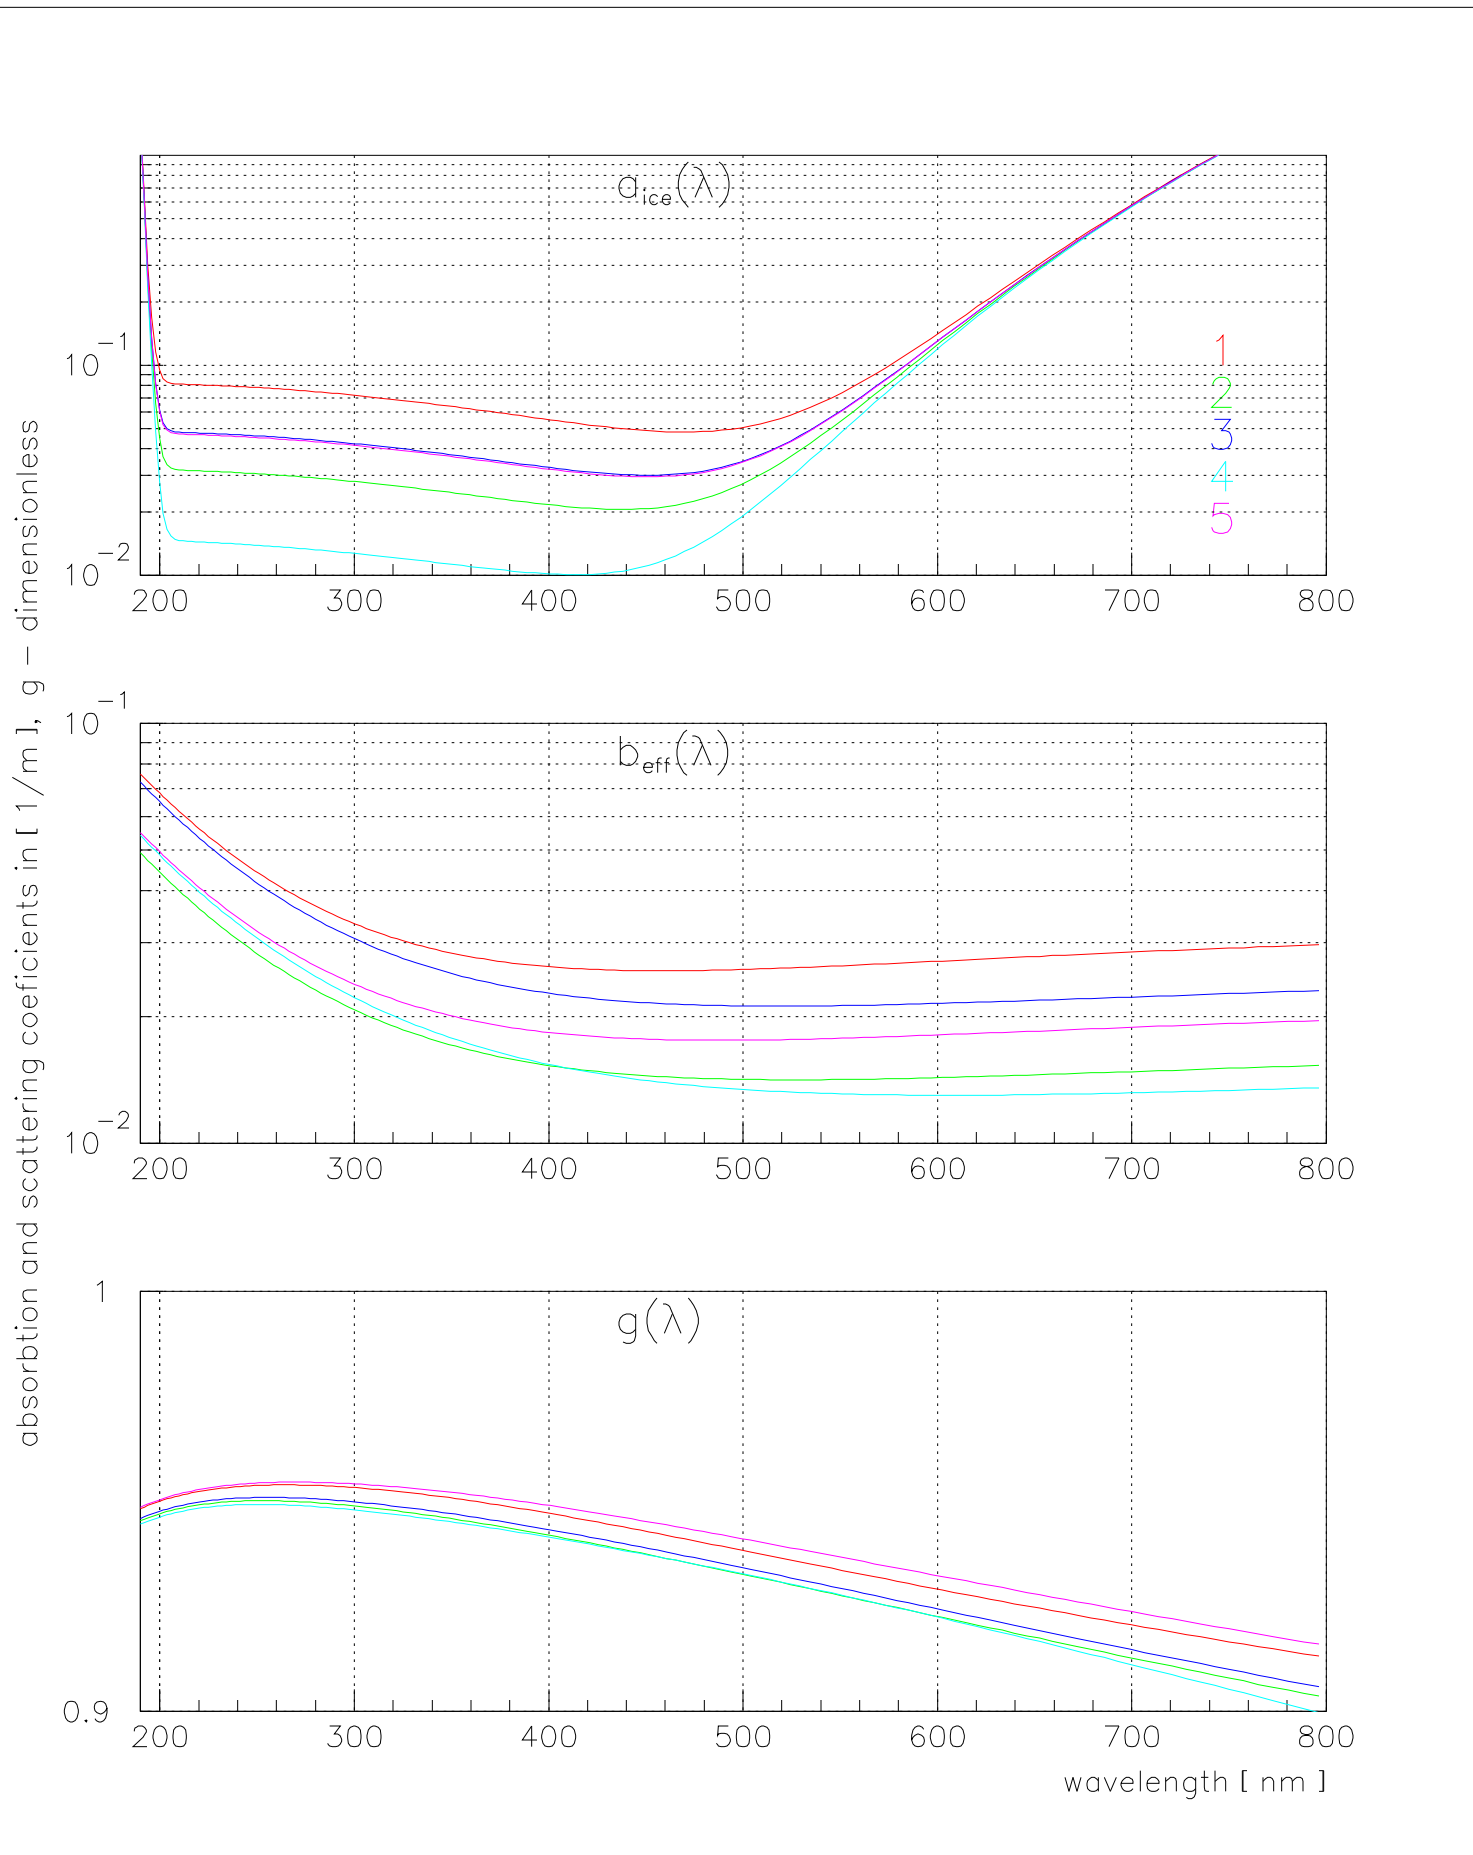 absorbtion and scattering coeficients in [ 1/m ], g − dimensionless
a_ice(λ)
10^−1
10^−2
1
2
3
4
5
200 300 400 500 600 700 800
b_eff(λ)
10^−1
10^−2
200 300 400 500 600 700 800
g(λ)
1
0.9
200 300 400 500 600 700 800
wavelength [ nm ]